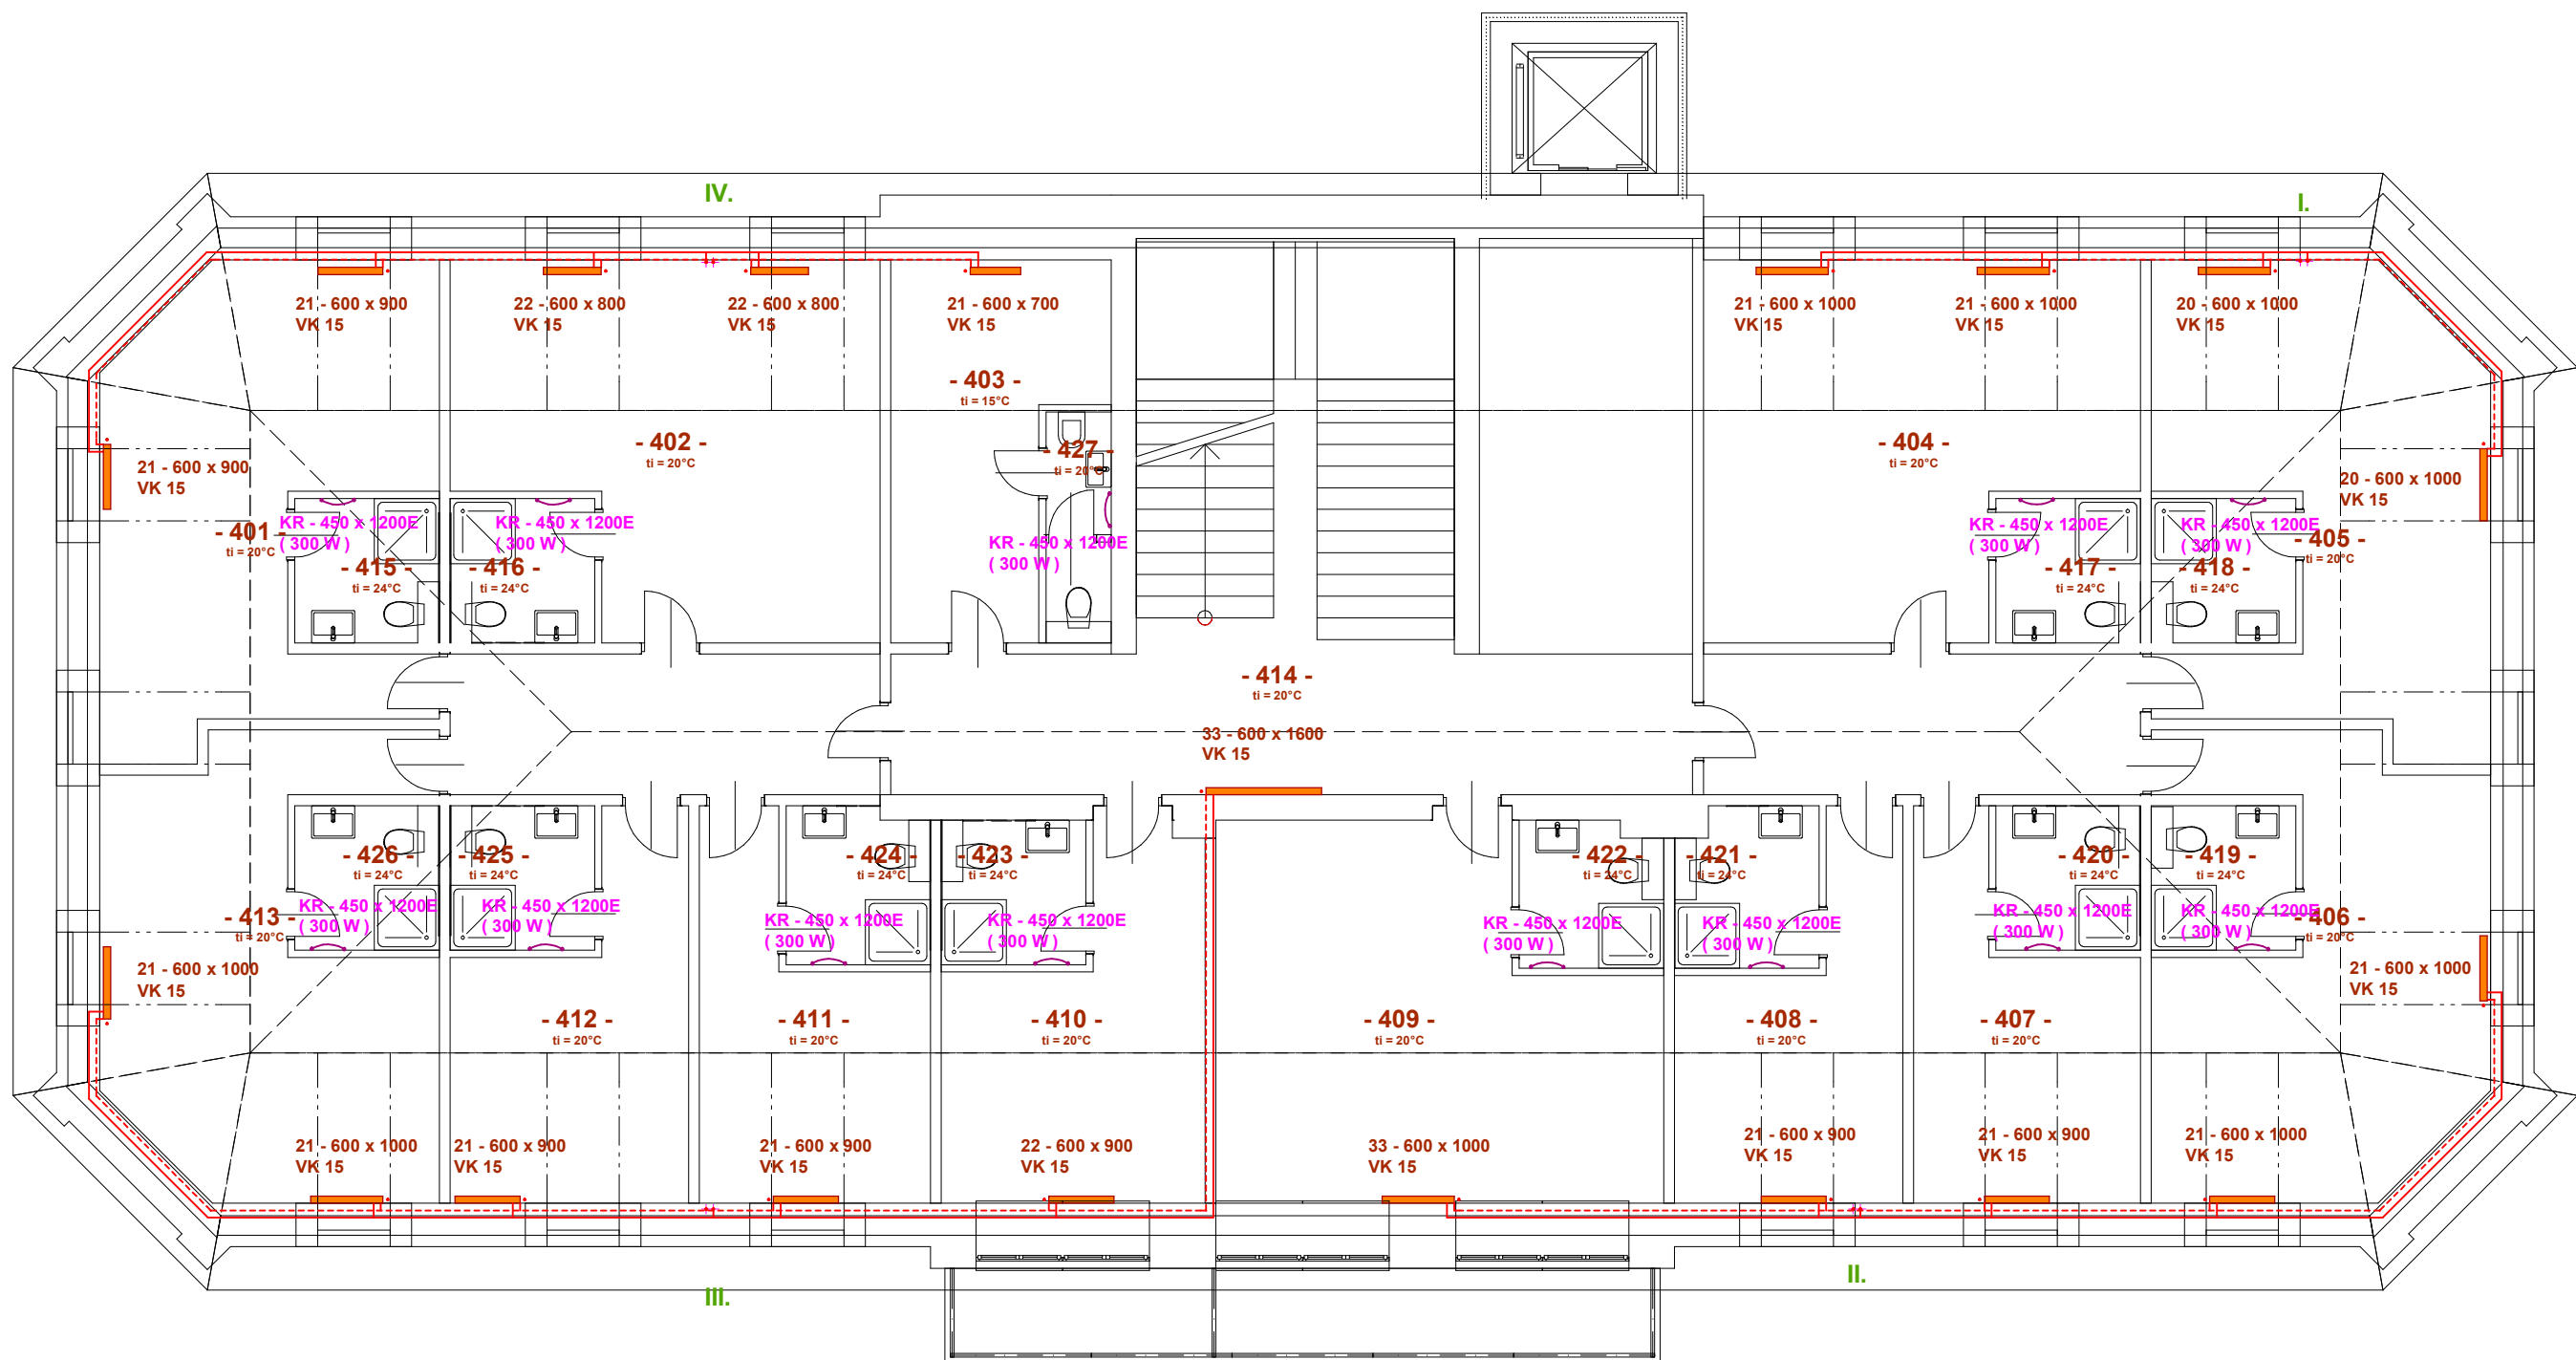 IV.
I.
21 - 600 x 900
VK 15
22 - 600 x 800
VK 15
22 - 600 x 800
VK 15
21 - 600 x 700
VK 15
21 - 600 x 1000
VK 15
21 - 600 x 1000
VK 15
20 - 600 x 1000
VK 15
- 403 -
ti = 15°C
- 402 -
ti = 20°C
- 427 -
ti = 20°C
- 404 -
ti = 20°C
21 - 600 x 900
VK 15
20 - 600 x 1000
VK 15
- 401 -
ti = 20°C
KR - 450 x 1200E
( 300 W )
KR - 450 x 1200E
( 300 W )
KR - 450 x 1200E
( 300 W )
KR - 450 x 1200E
( 300 W )
KR - 450 x 1200E
( 300 W )
- 405 -
ti = 20°C
- 415 -
ti = 24°C
- 416 -
ti = 24°C
- 417 -
ti = 24°C
- 418 -
ti = 24°C
- 414 -
ti = 20°C
33 - 600 x 1600
VK 15
- 426 -
ti = 24°C
- 425 -
ti = 24°C
- 424 -
ti = 24°C
- 423 -
ti = 24°C
- 422 -
ti = 24°C
- 421 -
ti = 24°C
- 420 -
ti = 24°C
- 419 -
ti = 24°C
- 413 -
ti = 20°C
KR - 450 x 1200E
( 300 W )
KR - 450 x 1200E
( 300 W )
KR - 450 x 1200E
( 300 W )
KR - 450 x 1200E
( 300 W )
KR - 450 x 1200E
( 300 W )
KR - 450 x 1200E
( 300 W )
KR - 450 x 1200E
( 300 W )
KR - 450 x 1200E
( 300 W )
- 406 -
ti = 20°C
21 - 600 x 1000
VK 15
21 - 600 x 1000
VK 15
- 412 -
ti = 20°C
- 411 -
ti = 20°C
- 410 -
ti = 20°C
- 409 -
ti = 20°C
- 408 -
ti = 20°C
- 407 -
ti = 20°C
21 - 600 x 1000
VK 15
21 - 600 x 900
VK 15
21 - 600 x 900
VK 15
22 - 600 x 900
VK 15
33 - 600 x 1000
VK 15
21 - 600 x 900
VK 15
21 - 600 x 900
VK 15
21 - 600 x 1000
VK 15
III.
II.